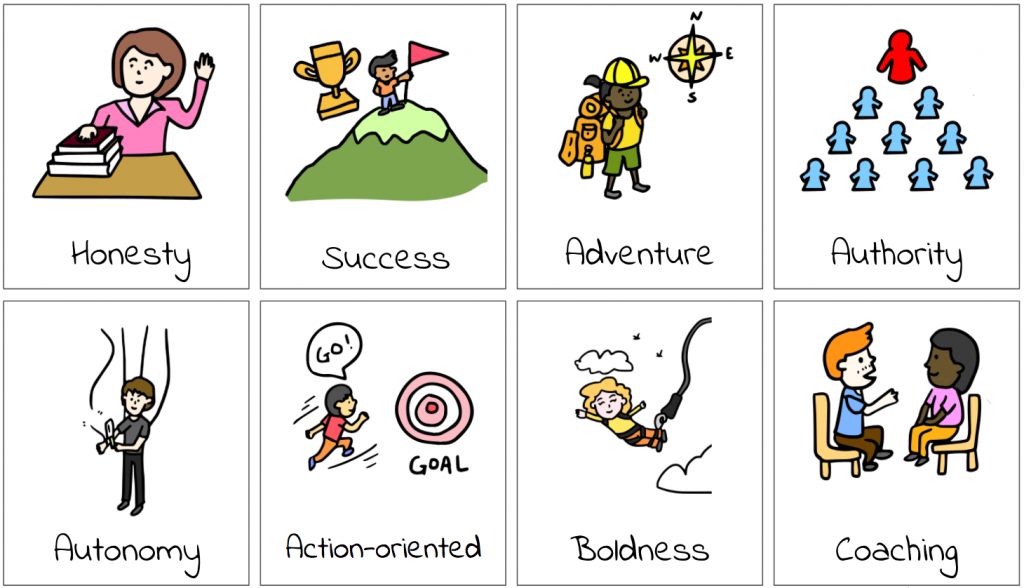 N
W E
S
Honesty
Success
Adventure
Authority
GO!
GOAL
Autonomy
Action-oriented
Boldness
Coaching